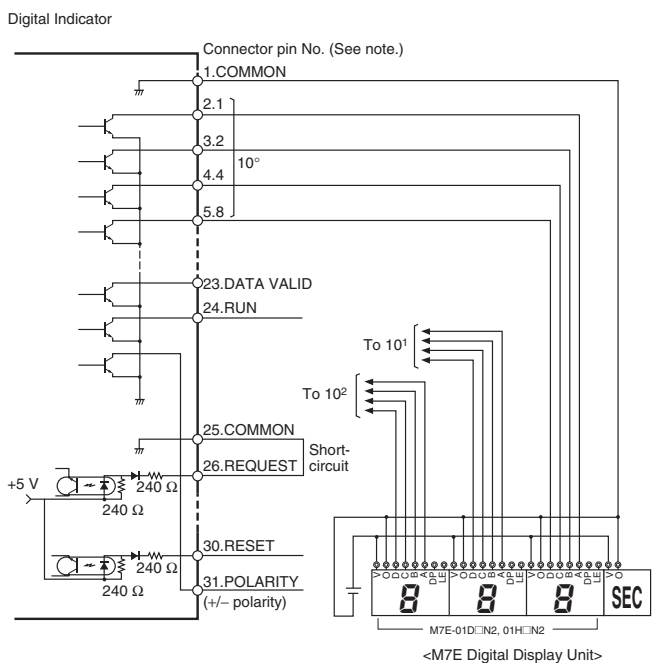 Digital Indicator
Connector pin No. (See note.)
1.COMMON
2.1
3.2
10°
4.4
5.8
23.DATA VALID
24.RUN
To 10¹
To 10²
25.COMMON
Short-
circuit
26.REQUEST
+5 V
240 Ω
240 Ω
30.RESET
240 Ω
31.POLARITY
240 Ω
(+/− polarity)
V O D C B A DP LE V O D C B A DP LE V O D C B A DP LE V O
8 8 8 SEC
M7E-01D□N2, 01H□N2
<M7E Digital Display Unit>